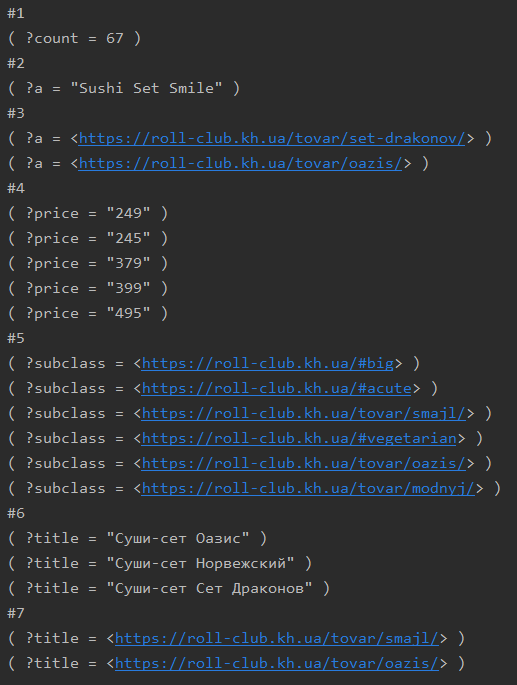 #1
( ?count = 67 )
#2
( ?a = "Sushi Set Smile" )
#3
( ?a = <https://roll-club.kh.ua/tovar/set-drakonov/> )
( ?a = <https://roll-club.kh.ua/tovar/oazis/> )
#4
( ?price = "249" )
( ?price = "245" )
( ?price = "379" )
( ?price = "399" )
( ?price = "495" )
#5
( ?subclass = <https://roll-club.kh.ua/#big> )
( ?subclass = <https://roll-club.kh.ua/#acute> )
( ?subclass = <https://roll-club.kh.ua/tovar/smajl/> )
( ?subclass = <https://roll-club.kh.ua/#vegetarian> )
( ?subclass = <https://roll-club.kh.ua/tovar/oazis/> )
( ?subclass = <https://roll-club.kh.ua/tovar/modnyj/> )
#6
( ?title = "Суши-сет Оазис" )
( ?title = "Суши-сет Норвежский" )
( ?title = "Суши-сет Сет Драконов" )
#7
( ?title = <https://roll-club.kh.ua/tovar/smajl/> )
( ?title = <https://roll-club.kh.ua/tovar/oazis/> )